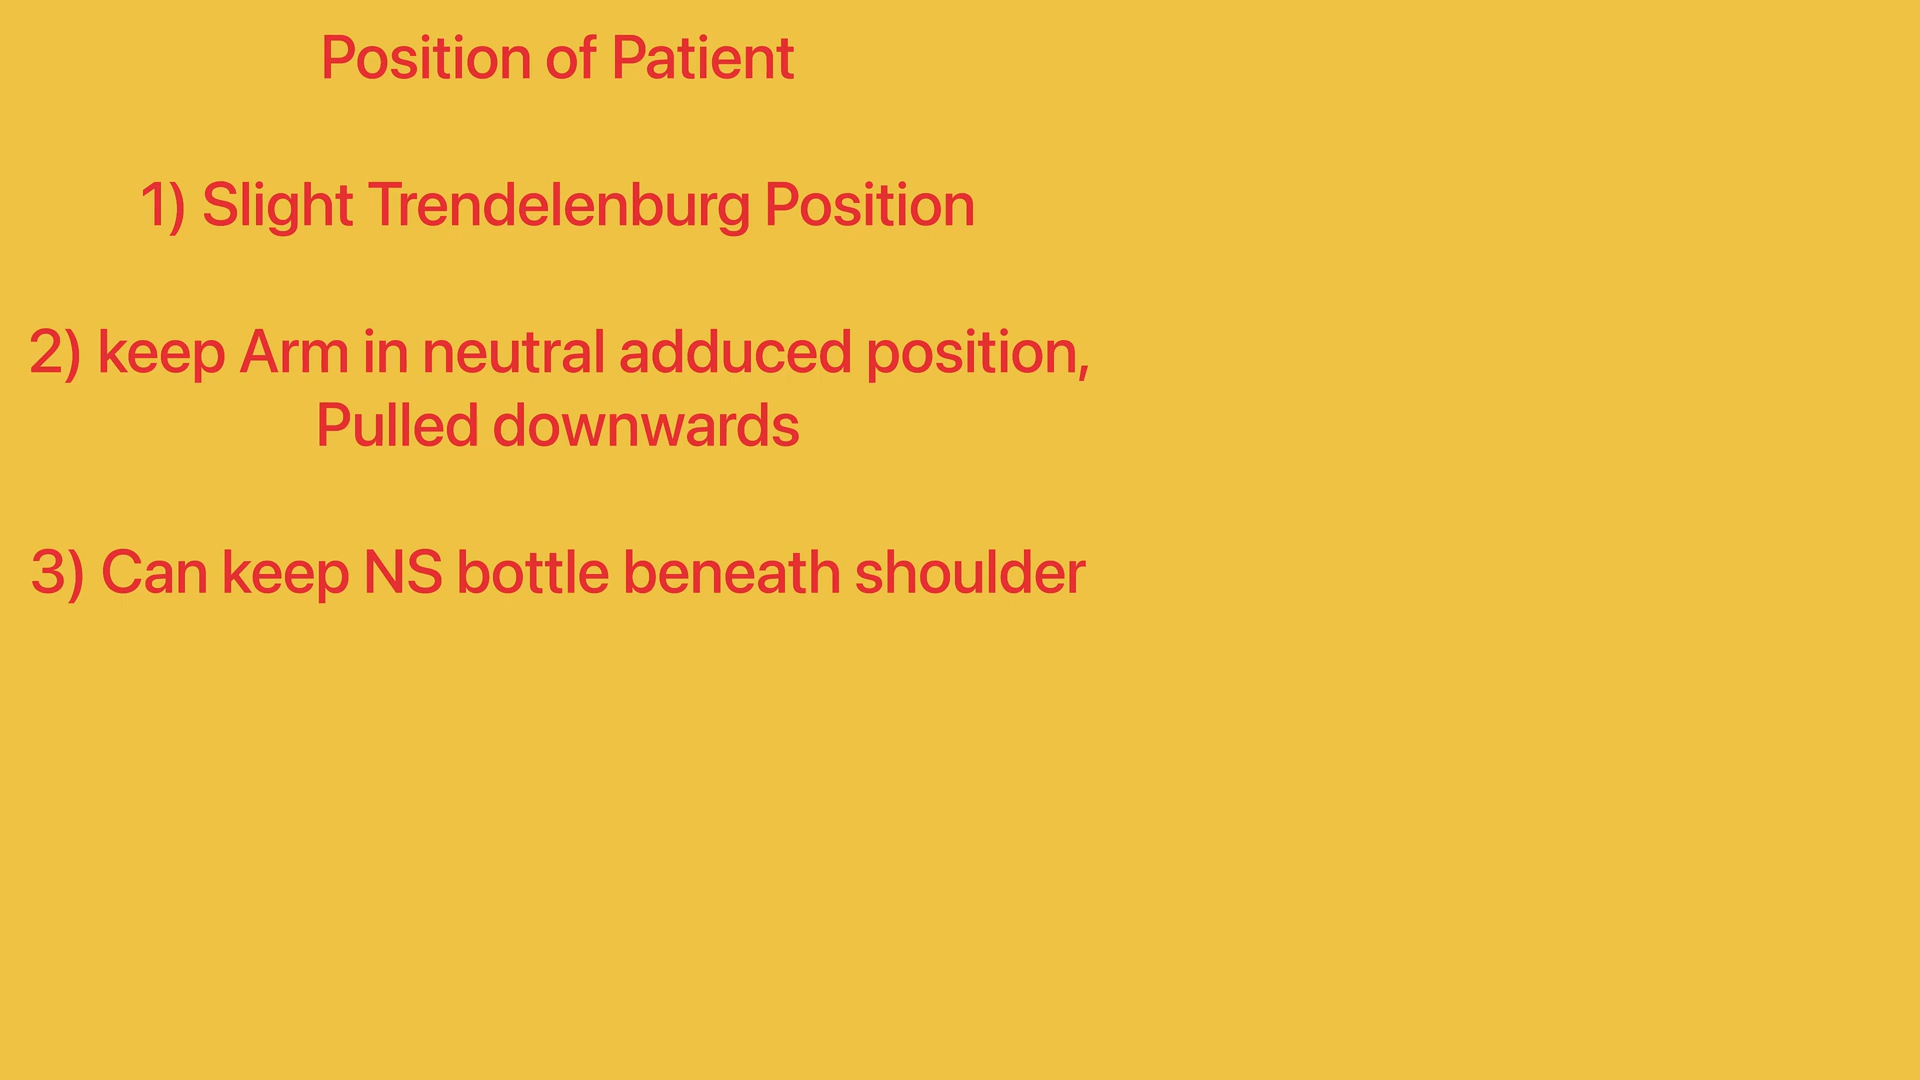 Position of Patient
1) Slight Trendelenburg Position
2) keep Arm in neutral adduced position,
Pulled downwards
3) Can keep NS bottle beneath shoulder